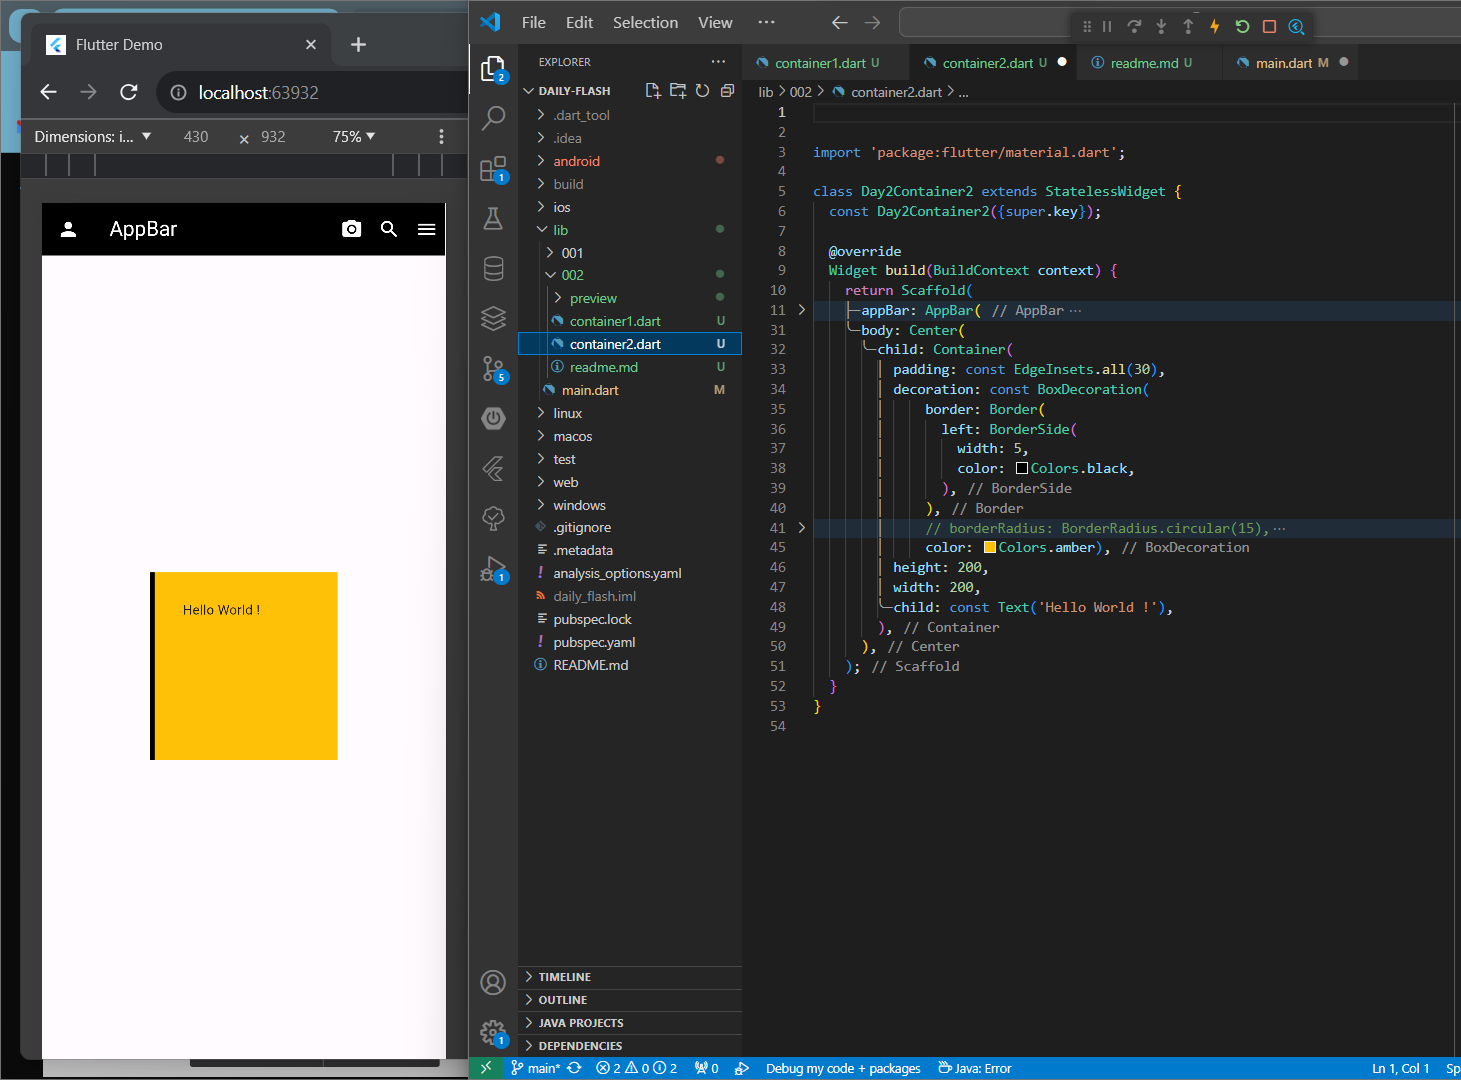 Flutter Demo
localhost:63932
Dimensions: i...
430
932
75%
AppBar
Hello World !
File Edit Selection View ...
EXPLORER
DAILY-FLASH
.dart_tool
.idea
android
build
ios
lib
001
002
preview
container1.dart U
container2.dart U
readme.md U
main.dart M
linux
macos
test
web
windows
.gitignore
.metadata
analysis_options.yaml
daily_flash.iml
pubspec.lock
pubspec.yaml
README.md
TIMELINE
OUTLINE
JAVA PROJECTS
DEPENDENCIES
2
1
5
1
1
container1.dart U
container2.dart U
readme.md U
main.dart M
lib > 002 > container2.dart > ...
1
2
3 import 'package:flutter/material.dart';
4
5 class Day2Container2 extends StatelessWidget {
6 const Day2Container2({super.key});
7
8 @override
9 Widget build(BuildContext context) {
10 return Scaffold(
11 appBar: AppBar( // AppBar ...
31 body: Center(
32 child: Container(
33 padding: const EdgeInsets.all(30),
34 decoration: const BoxDecoration(
35 border: Border(
36 left: BorderSide(
37 width: 5,
38 color: Colors.black,
39 ), // BorderSide
40 ), // Border
41 // borderRadius: BorderRadius.circular(15), ...
45 color: Colors.amber), // BoxDecoration
46 height: 200,
47 width: 200,
48 child: const Text('Hello World !'),
49 ), // Container
50 ), // Center
51 ); // Scaffold
52 }
53 }
54
main* 2 0 2 0 Debug my code + packages Java: Error Ln 1, Col 1 Sp